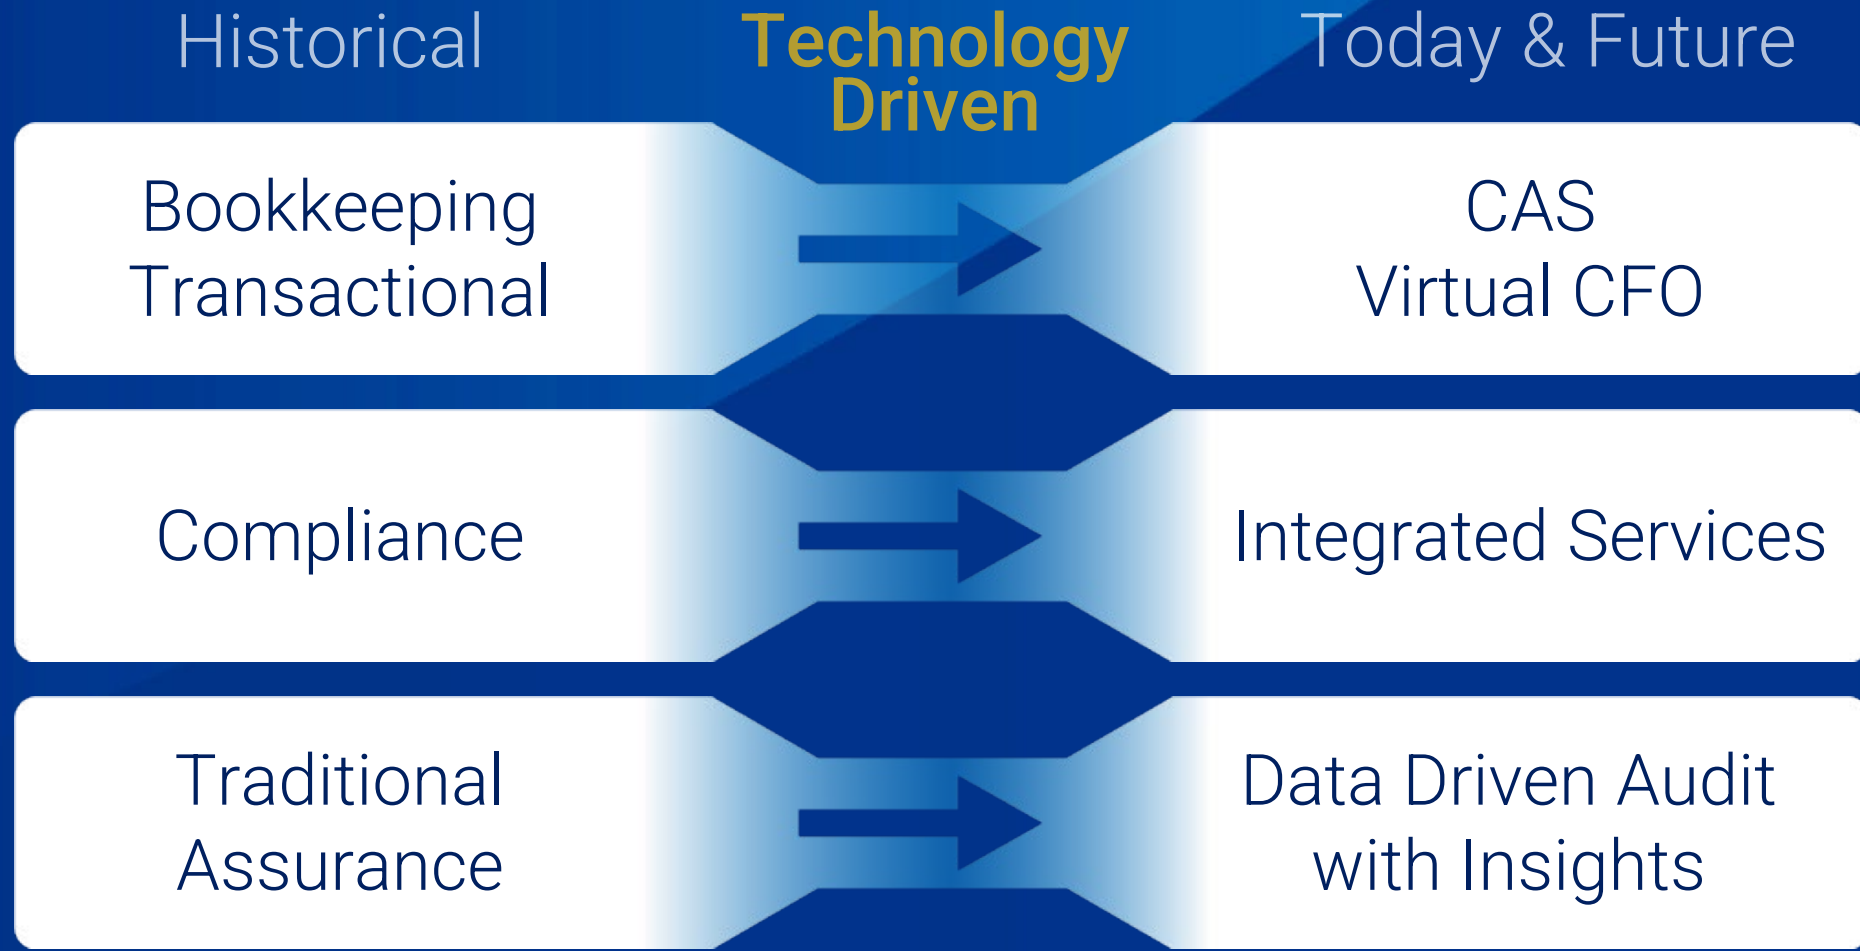 Historical
Technology
Driven
Today & Future
Bookkeeping
Transactional
CAS
Virtual CFO
Compliance
Integrated Services
Traditional
Assurance
Data Driven Audit
with Insights